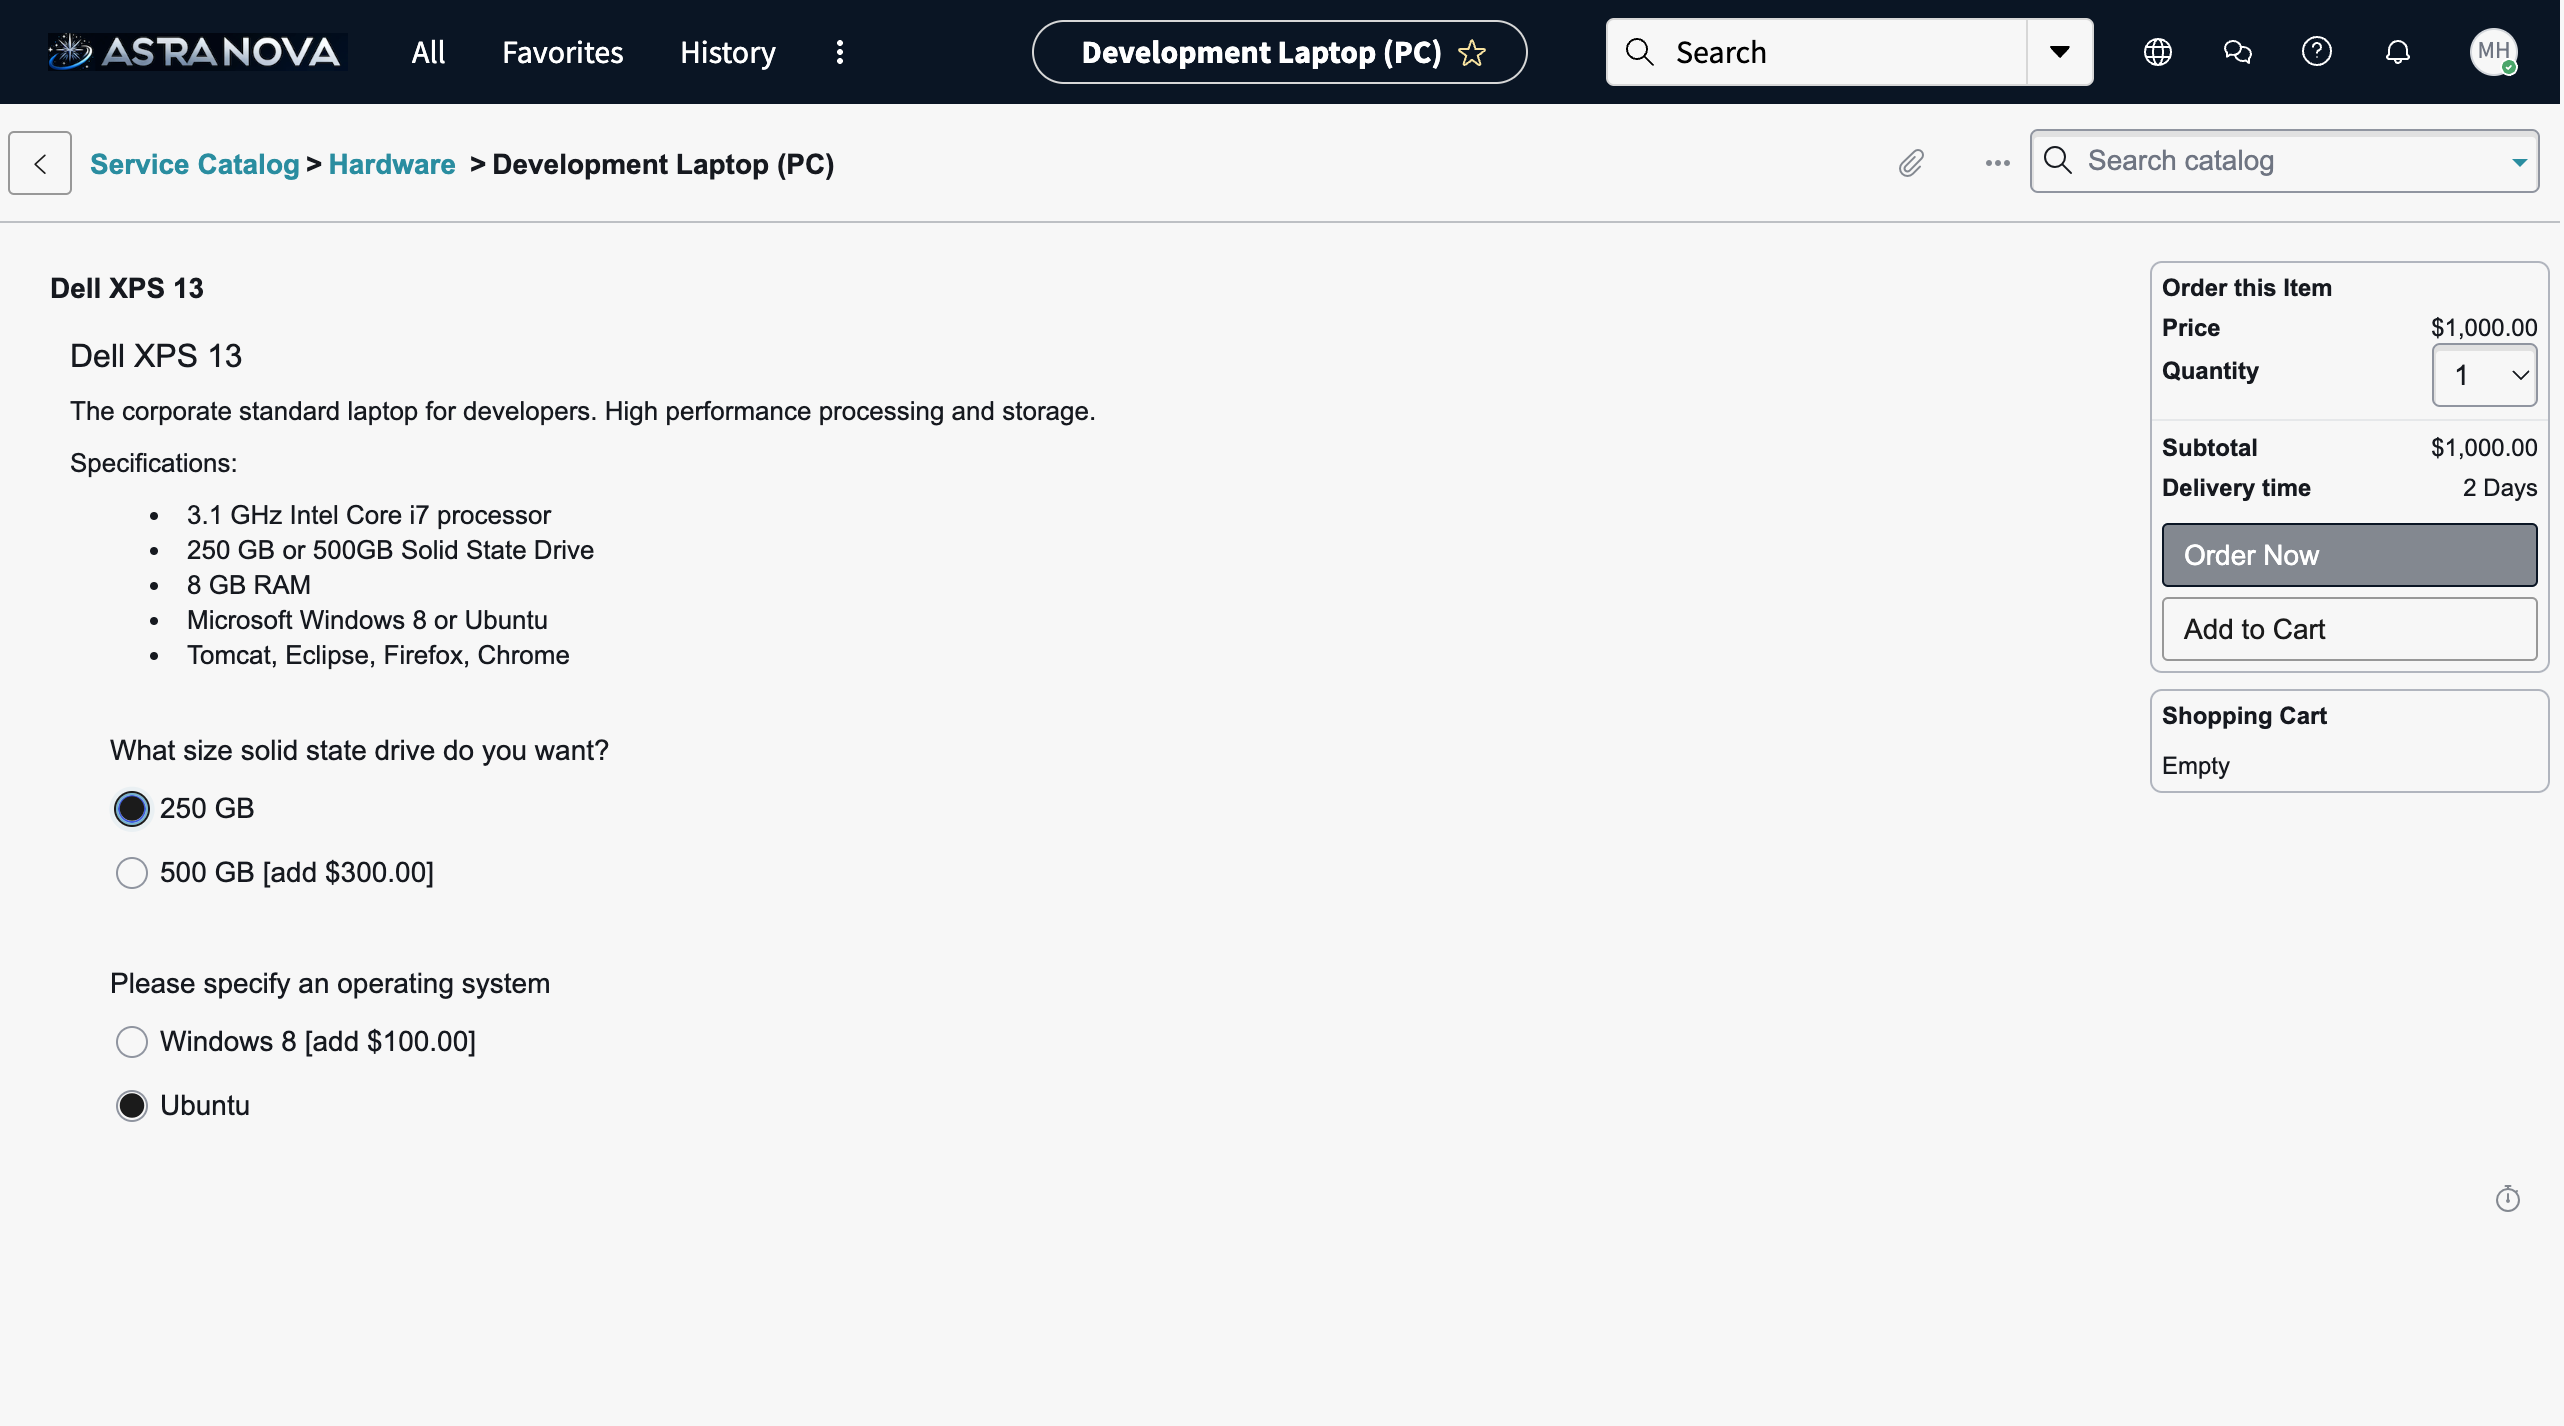 ASTRANOVA All Favorites History Development Laptop (PC) Search MH
Service Catalog > Hardware > Development Laptop (PC) Search catalog
Dell XPS 13
Dell XPS 13
The corporate standard laptop for developers. High performance processing and storage.
Specifications:
• 3.1 GHz Intel Core i7 processor
• 250 GB or 500GB Solid State Drive
• 8 GB RAM
• Microsoft Windows 8 or Ubuntu
• Tomcat, Eclipse, Firefox, Chrome
What size solid state drive do you want?
250 GB
500 GB [add $300.00]
Please specify an operating system
Windows 8 [add $100.00]
Ubuntu
Order this Item
Price $1,000.00
Quantity 1
Subtotal $1,000.00
Delivery time 2 Days
Order Now
Add to Cart
Shopping Cart
Empty